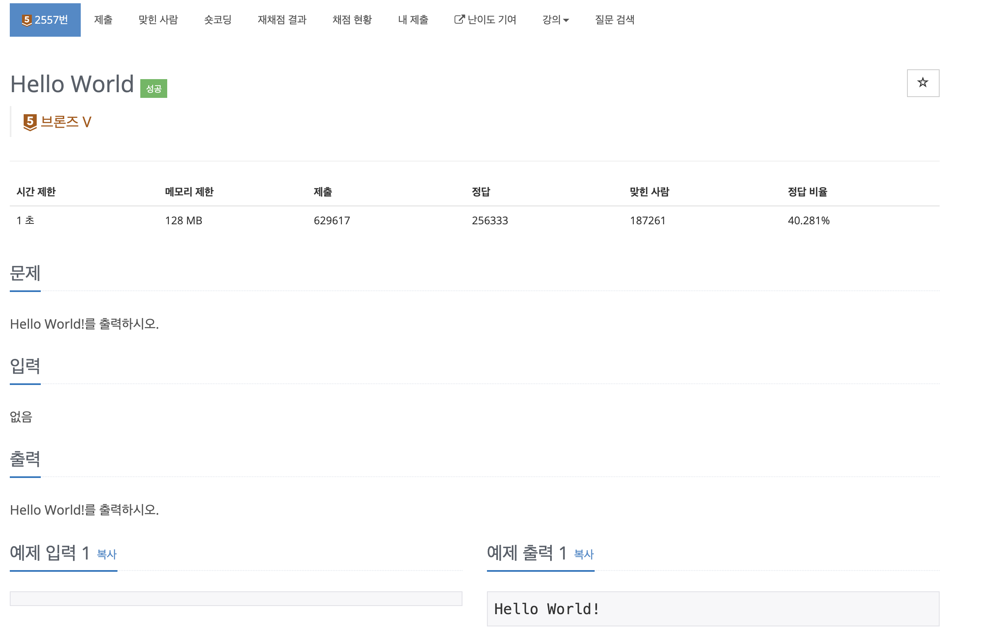 5 2557번 제출 맞힌 사람 숏코딩 재채점 결과 채점 현황 내 제출 난이도 기여 강의 질문 검색
Hello World 성공
5 브론즈 V
시간 제한 메모리 제한 제출 정답 맞힌 사람 정답 비율
1 초 128 MB 629617 256333 187261 40.281%
문제
Hello World!를 출력하시오.
입력
없음
출력
Hello World!를 출력하시오.
예제 입력 1 복사
예제 출력 1 복사
Hello World!